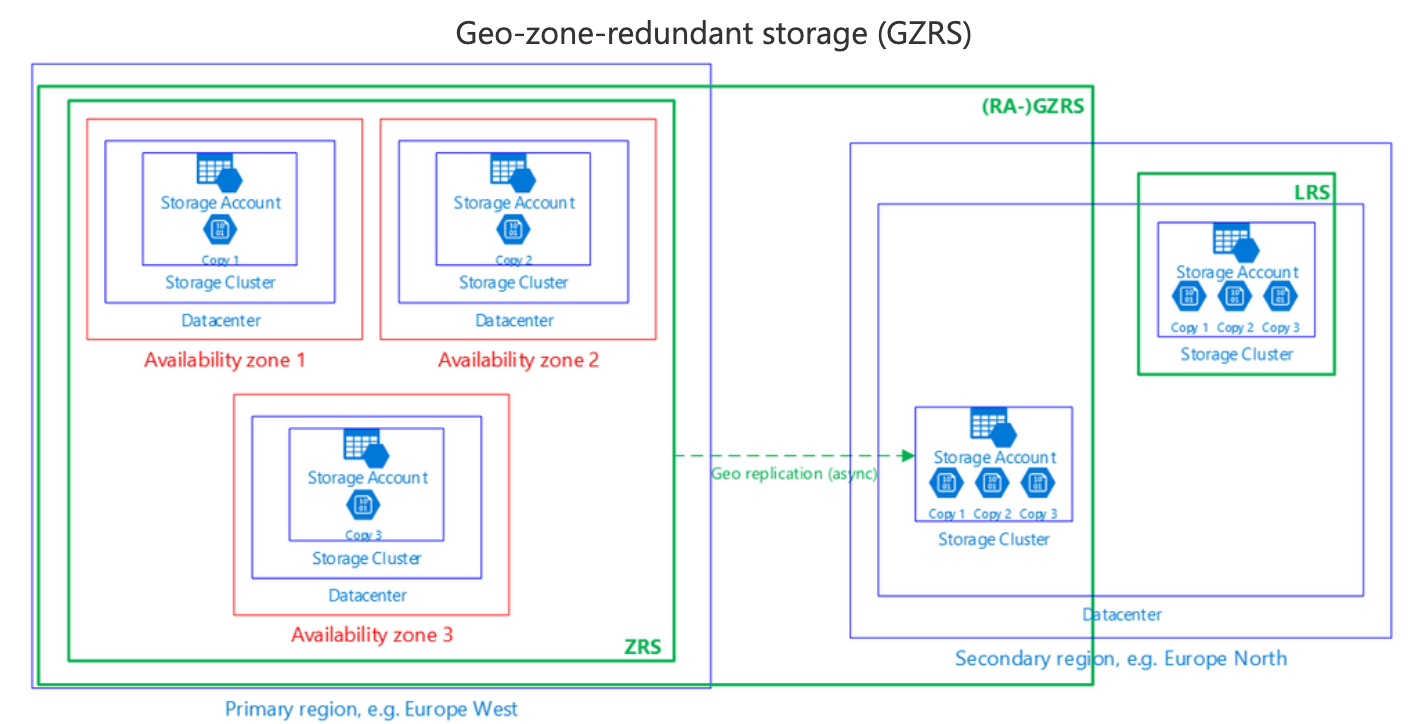 Geo-zone-redundant storage (GZRS)
(RA-)GZRS
Storage Account
Copy 1
Storage Cluster
Datacenter
Availability zone 1
Storage Account
Copy 2
Storage Cluster
Datacenter
Availability zone 2
Storage Account
Copy 3
Storage Cluster
Datacenter
Availability zone 3
ZRS
Primary region, e.g. Europe West
Geo replication (async)
LRS
Storage Account
Copy 1 Copy 2 Copy 3
Storage Cluster
Storage Account
Copy 1 Copy 2 Copy 3
Storage Cluster
Datacenter
Secondary region, e.g. Europe North